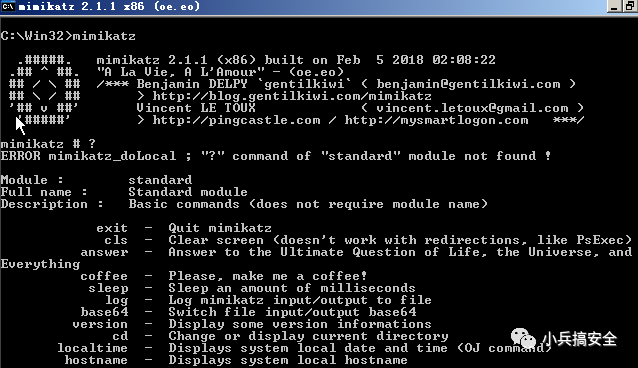 mimikatz 2.1.1 x86 (oe.eo)
C:\Win32>mimikatz
.#####. mimikatz 2.1.1 (x86) built on Feb 5 2018 02:08:22
.## ^ ##. "A La Vie, A L'Amour" - (oe.eo)
## / \ ## /*** Benjamin DELPY `gentilkiwi` ( benjamin@gentilkiwi.com )
## \ / ## > http://blog.gentilkiwi.com/mimikatz
'## v ##' Vincent LE TOUX ( vincent.letoux@gmail.com )
'#####' > http://pingcastle.com / http://mysmartlogon.com ***/
mimikatz # ?
ERROR mimikatz_doLocal ; "?" command of "standard" module not found !
Module : standard
Full name : Standard module
Description : Basic commands (does not require module name)
exit - Quit mimikatz
cls - Clear screen (doesn't work with redirections, like PsExec)
answer - Answer to the Ultimate Question of Life, the Universe, and
Everything
coffee - Please, make me a coffee!
sleep - Sleep an amount of milliseconds
log - Log mimikatz input/output to file
base64 - Switch file input/output base64
version - Display some version informations
cd - Change or display current directory
localtime - Displays system local date and time (OJ command)
hostname - Displays system local hostname
小兵搞安全